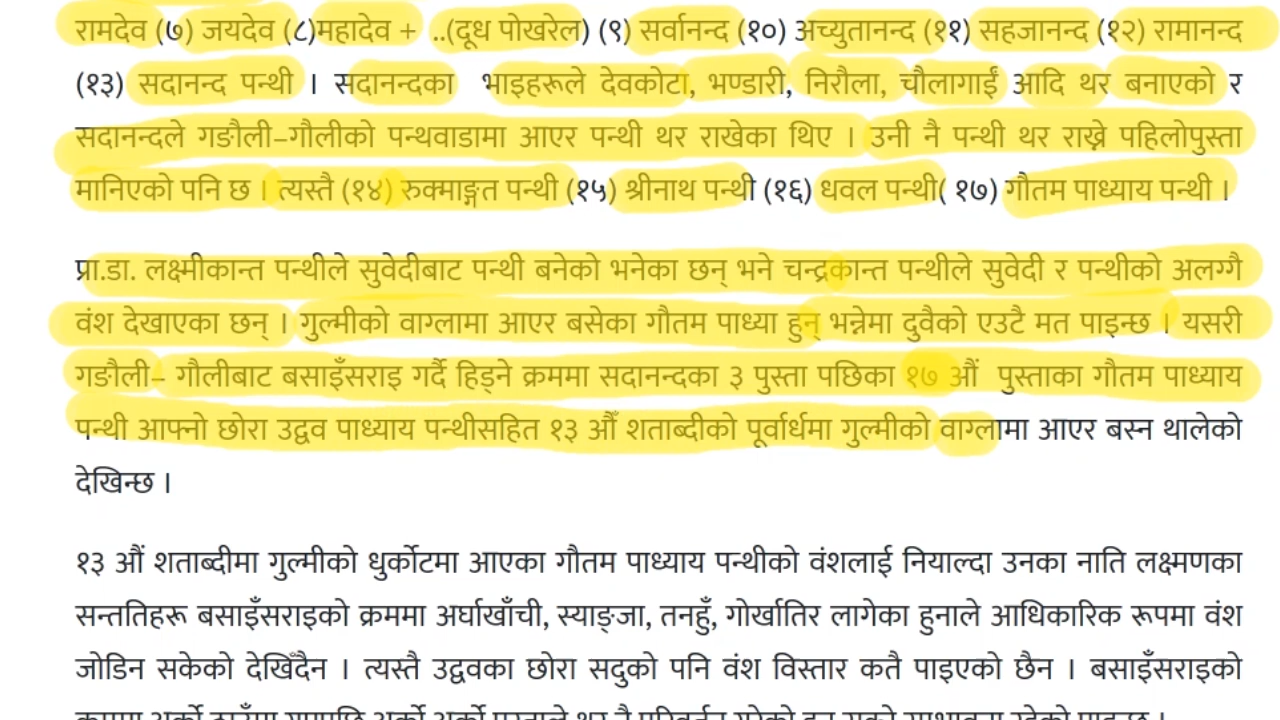 रामदेव (७) जयदेव (८)महादेव + ..(दूध पोखरेल) (९) सर्वानन्द (१०) अच्युतानन्द (११) सहजानन्द (१२) रामानन्द
(१३) सदानन्द पन्थी । सदानन्दका भाइहरूले देवकोटा, भण्डारी, निरौला, चौलागाईं आदि थर बनाएको र
सदानन्दले गङौली–गौलीको पन्थवाडामा आएर पन्थी थर राखेका थिए । उनी नै पन्थी थर राख्ने पहिलोपुस्ता
मानिएको पनि छ । त्यस्तै (१४) रुक्माङ्गत पन्थी (१५) श्रीनाथ पन्थी (१६) धवल पन्थी( १७) गौतम पाध्याय पन्थी ।
प्रा.डा. लक्ष्मीकान्त पन्थीले सुवेदीबाट पन्थी बनेको भनेका छन् भने चन्द्रकान्त पन्थीले सुवेदी र पन्थीको अलग्गै
वंश देखाएका छन् । गुल्मीको वाग्लामा आएर बसेका गौतम पाध्या हुन् भन्नेमा दुवैको एउटै मत पाइन्छ । यसरी
गङौली– गौलीबाट बसाइँसराइ गर्दै हिड्ने क्रममा सदानन्दका ३ पुस्ता पछिका १७ औं पुस्ताका गौतम पाध्याय
पन्थी आफ्नो छोरा उद्वव पाध्याय पन्थीसहित १३ औँ शताब्दीको पूर्वार्धमा गुल्मीको वाग्लामा आएर बस्न थालेको
देखिन्छ ।
१३ औं शताब्दीमा गुल्मीको धुर्कोटमा आएका गौतम पाध्याय पन्थीको वंशलाई नियाल्दा उनका नाति लक्ष्मणका
सन्ततिहरू बसाइँसराइको क्रममा अर्घाखाँची, स्याङ्जा, तनहुँ, गोर्खातिर लागेका हुनाले आधिकारिक रूपमा वंश
जोडिन सकेको देखिँदैन । त्यस्तै उद्ववका छोरा सदुको पनि वंश विस्तार कतै पाइएको छैन । बसाइँसराइको